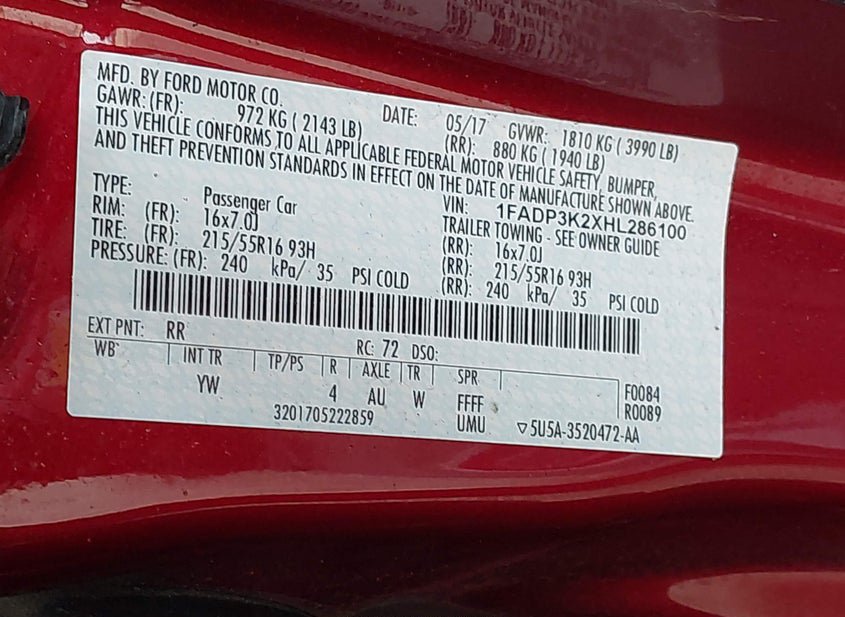 MFD. BY FORD MOTOR CO.
DATE: 05/17 GVWR: 1810 KG ( 3990 LB)
GAWR: (FR): 972 KG ( 2143 LB) (RR): 880 KG ( 1940 LB)
THIS VEHICLE CONFORMS TO ALL APPLICABLE FEDERAL MOTOR VEHICLE SAFETY, BUMPER,
AND THEFT PREVENTION STANDARDS IN EFFECT ON THE DATE OF MANUFACTURE SHOWN ABOVE.
VIN: 1FADP3K2XHL286100
TYPE: Passenger Car TRAILER TOWING - SEE OWNER GUIDE
RIM: (FR): 16x7.0J (RR): 16x7.0J
TIRE: (FR): 215/55R16 93H (RR): 215/55R16 93H
PRESSURE: (FR): 240 kPa/ 35 PSI COLD (RR): 240 kPa/ 35 PSI COLD
EXT PNT: RR RC: 72 DSO:
WB INT TR TP/PS R AXLE TR SPR
YW 4 AU W FFFF F0084
UMU R0089
3201705222859 ▽5U5A-3520472-AA